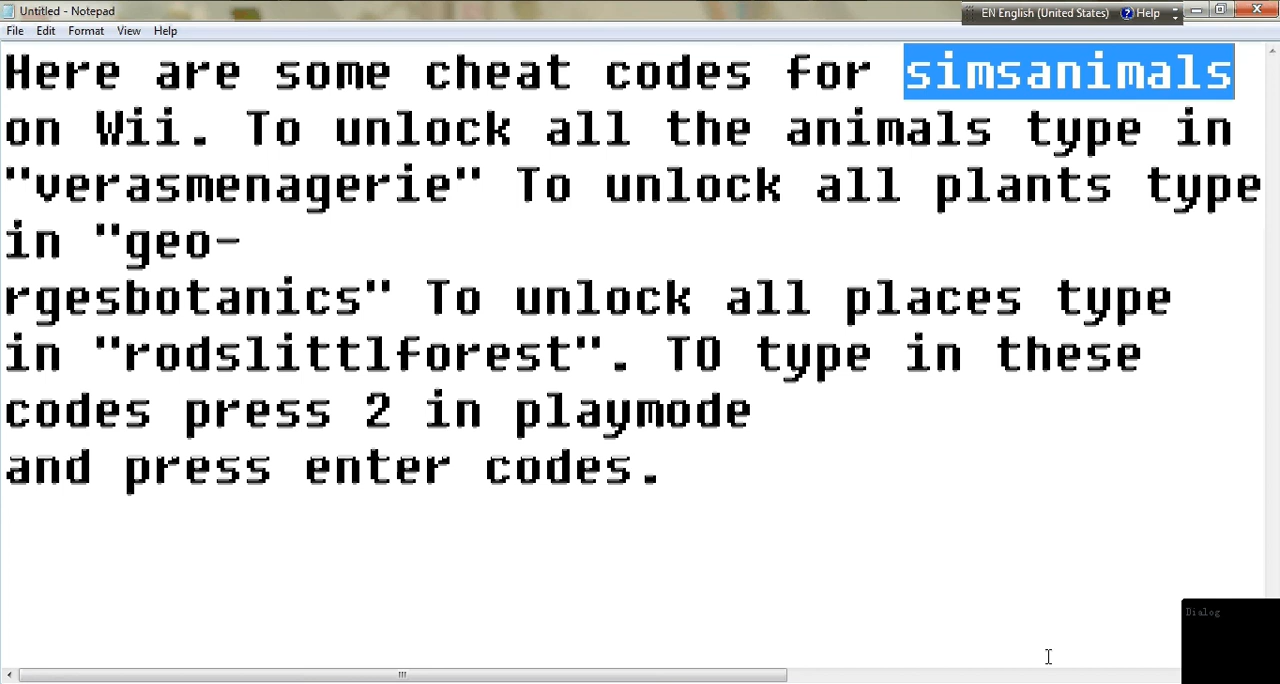 Untitled - Notepad
EN English (United States) Help
File Edit Format View Help
Here are some cheat codes for simsanimals
on Wii. To unlock all the animals type in
"verasmenagerie" To unlock all plants type
in "geo-
rgesbotanics" To unlock all places type
in "rodslittlforest". TO type in these
codes press 2 in playmode
and press enter codes.
Dialog